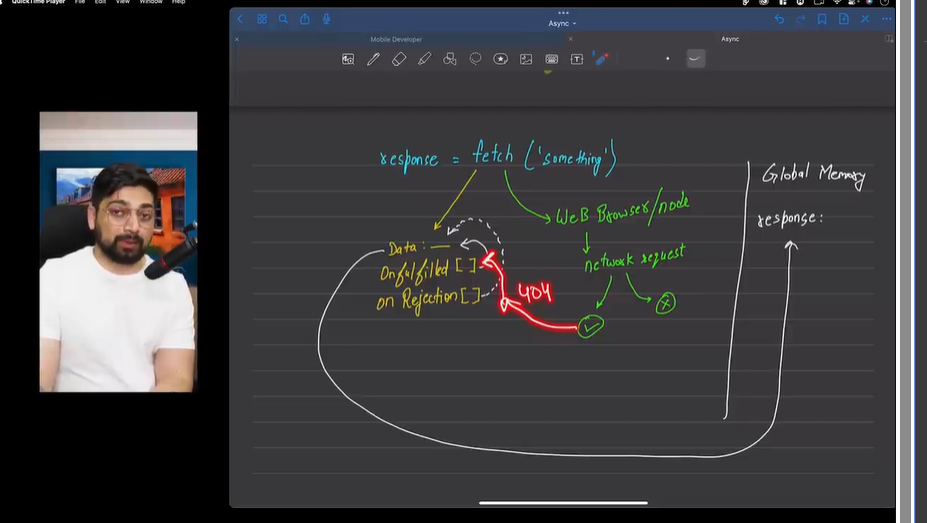 QuickTime Player File Edit View Window Help
Async
Mobile Developer
Async
response = fetch ('something')
Global Memory
response:
WeB Browser/node
Data: —
network request
Onfulfilled [ ]
on Rejection [ ]
404